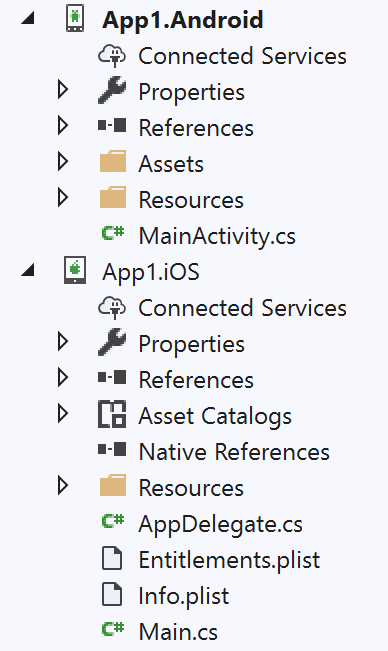 App1.Android
Connected Services
Properties
References
Assets
Resources
C# MainActivity.cs
App1.iOS
Connected Services
Properties
References
Asset Catalogs
Native References
Resources
C# AppDelegate.cs
Entitlements.plist
Info.plist
C# Main.cs